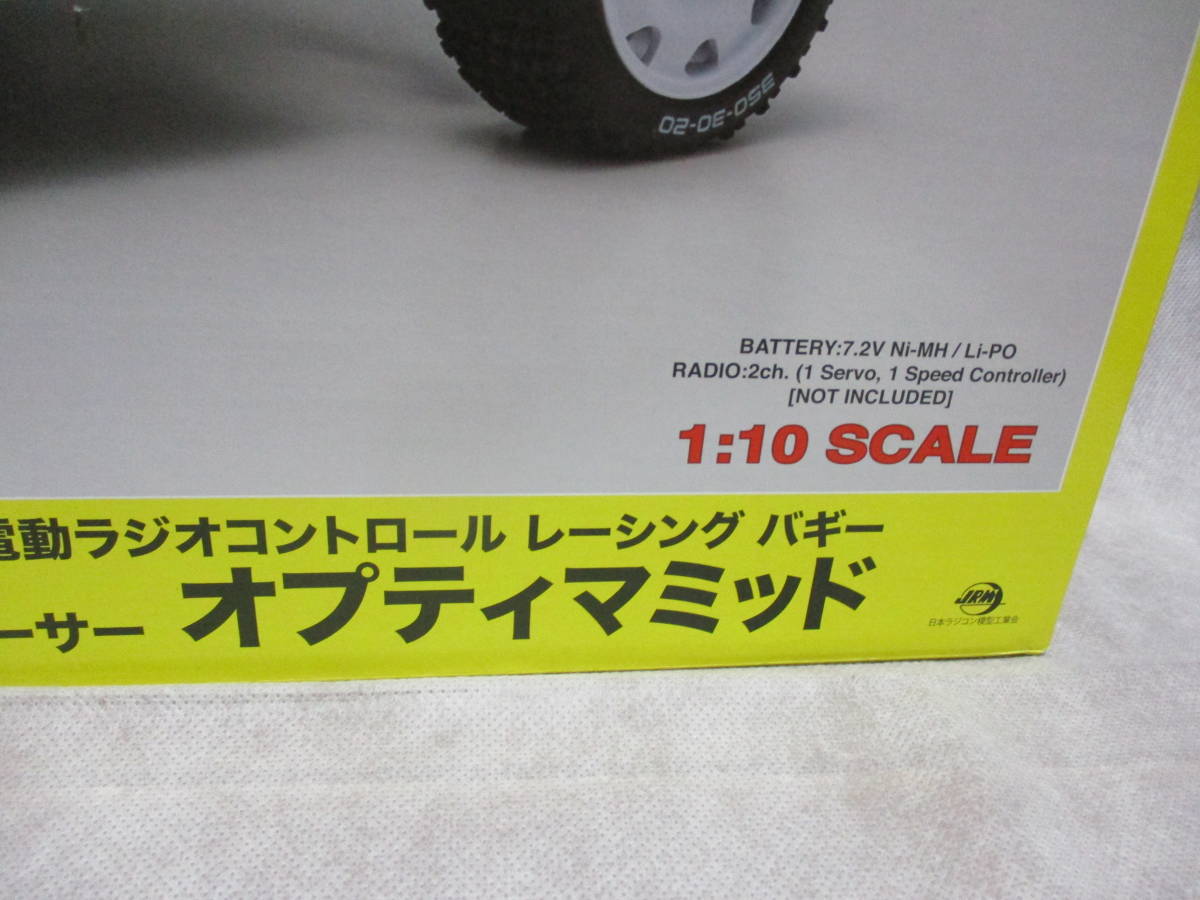 350-30-20
BATTERY:7.2V Ni-MH / Li-PO
RADIO:2ch. (1 Servo, 1 Speed Controller)
[NOT INCLUDED]
1:10 SCALE
電動ラジオコントロール レーシング バギー
ーサー オプティマミッド
JRM
日本ラジコン模型工業会